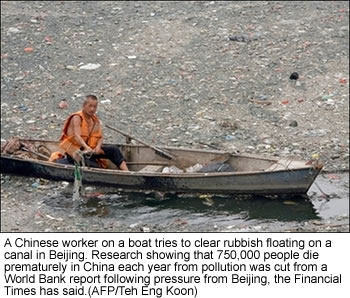 A Chinese worker on a boat tries to clear rubbish floating on a
canal in Beijing. Research showing that 750,000 people die
prematurely in China each year from pollution was cut from a
World Bank report following pressure from Beijing, the Financial
Times has said.(AFP/Teh Eng Koon)